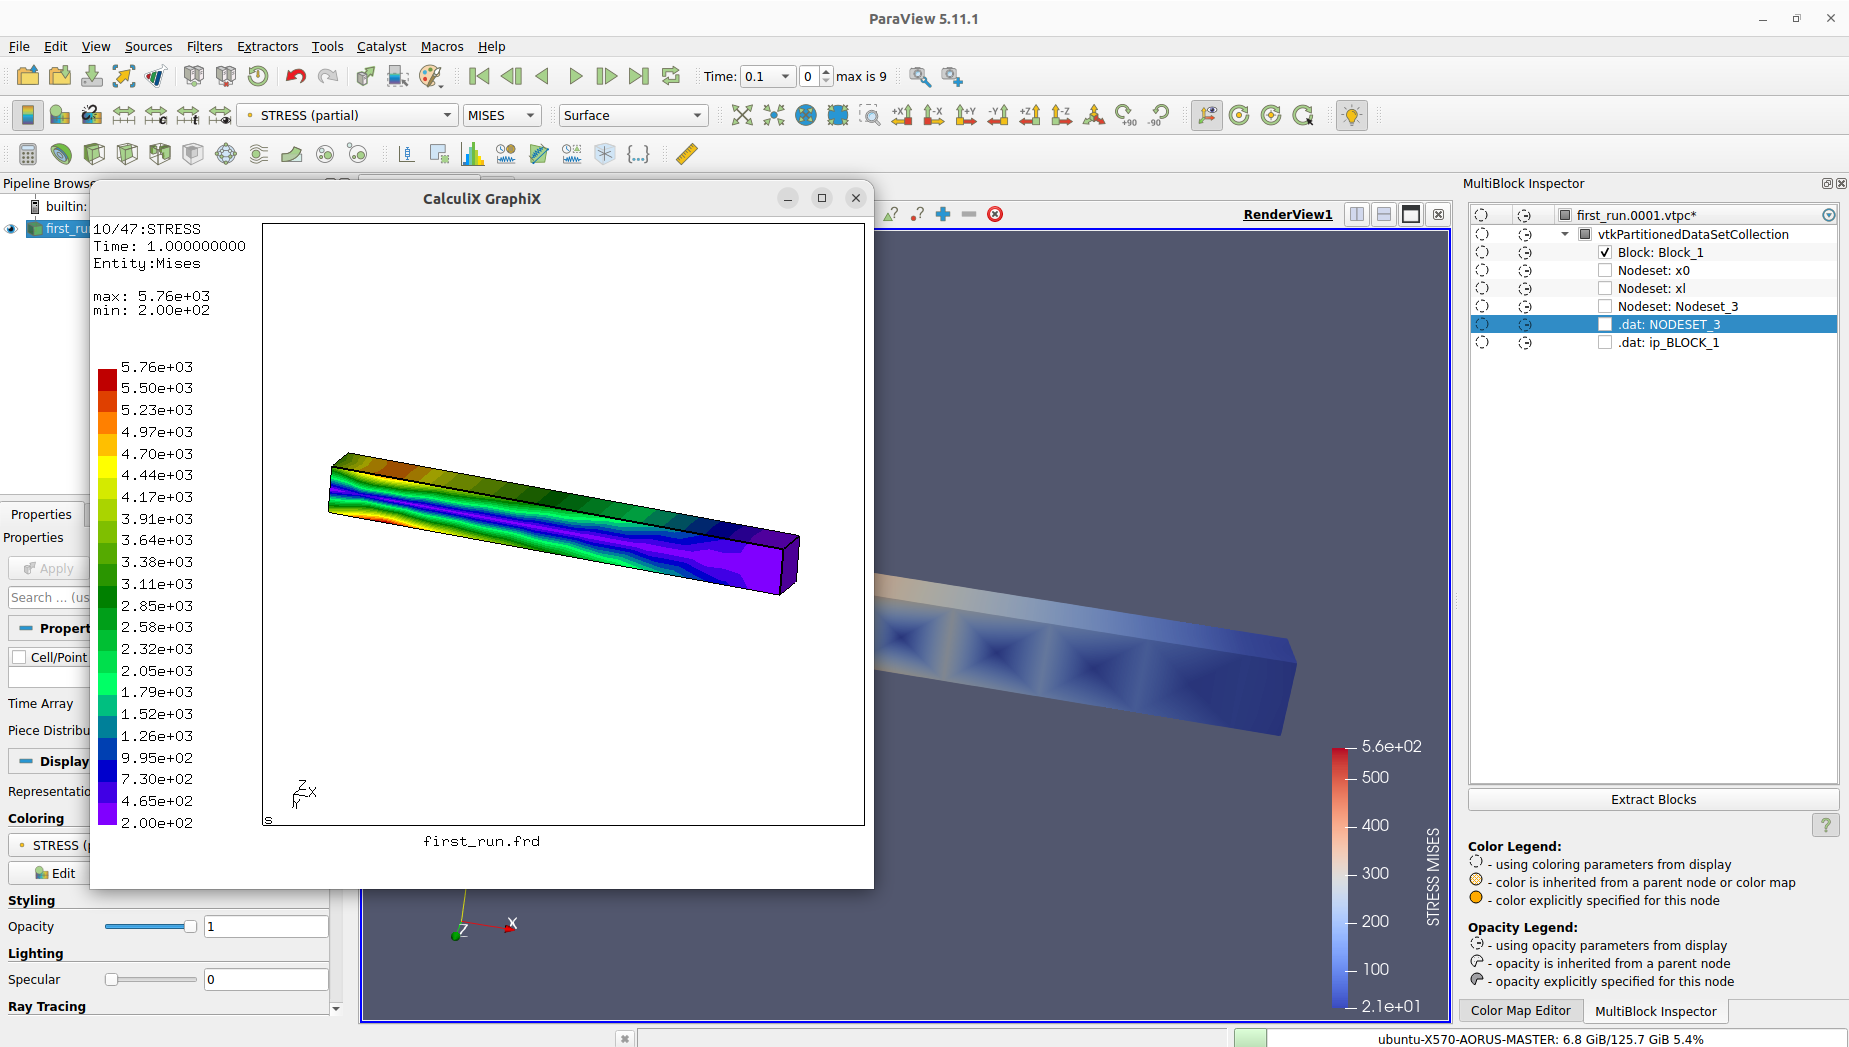 ParaView 5.11.1
File Edit View Sources Filters Extractors Tools Catalyst Macros Help
Time: 0.1 0 max is 9
STRESS (partial) MISES Surface
+X -X +Y -Y +Z -Z +90 -90
Pipeline Browse
builtin:
first_ru
CalculiX GraphiX
10/47:STRESS
Time: 1.000000000
Entity:Mises
max: 5.76e+03
min: 2.00e+02
5.76e+03
5.50e+03
5.23e+03
4.97e+03
4.70e+03
4.44e+03
4.17e+03
3.91e+03
3.64e+03
3.38e+03
3.11e+03
2.85e+03
2.58e+03
2.32e+03
2.05e+03
1.79e+03
1.52e+03
1.26e+03
9.95e+02
7.30e+02
4.65e+02
2.00e+02
Z
X
Y
s
first_run.frd
Properties
Properties
Apply
Search ... (us
Propert
Cell/Point
Time Array
Piece Distribu
Display
Representatio
Coloring
STRESS (p
Edit
Styling
Opacity 1
Lighting
Specular 0
Ray Tracing
RenderView1
Z
X
5.6e+02
500
400
300
200
100
2.1e+01
STRESS MISES
MultiBlock Inspector
first_run.0001.vtpc*
vtkPartitionedDataSetCollection
Block: Block_1
Nodeset: x0
Nodeset: xl
Nodeset: Nodeset_3
.dat: NODESET_3
.dat: ip_BLOCK_1
Extract Blocks
?
Color Legend:
- using coloring parameters from display
- color is inherited from a parent node or color map
- color explicitly specified for this node
Opacity Legend:
- using opacity parameters from display
- opacity is inherited from a parent node
- opacity explicitly specified for this node
Color Map Editor MultiBlock Inspector
ubuntu-X570-AORUS-MASTER: 6.8 GiB/125.7 GiB 5.4%